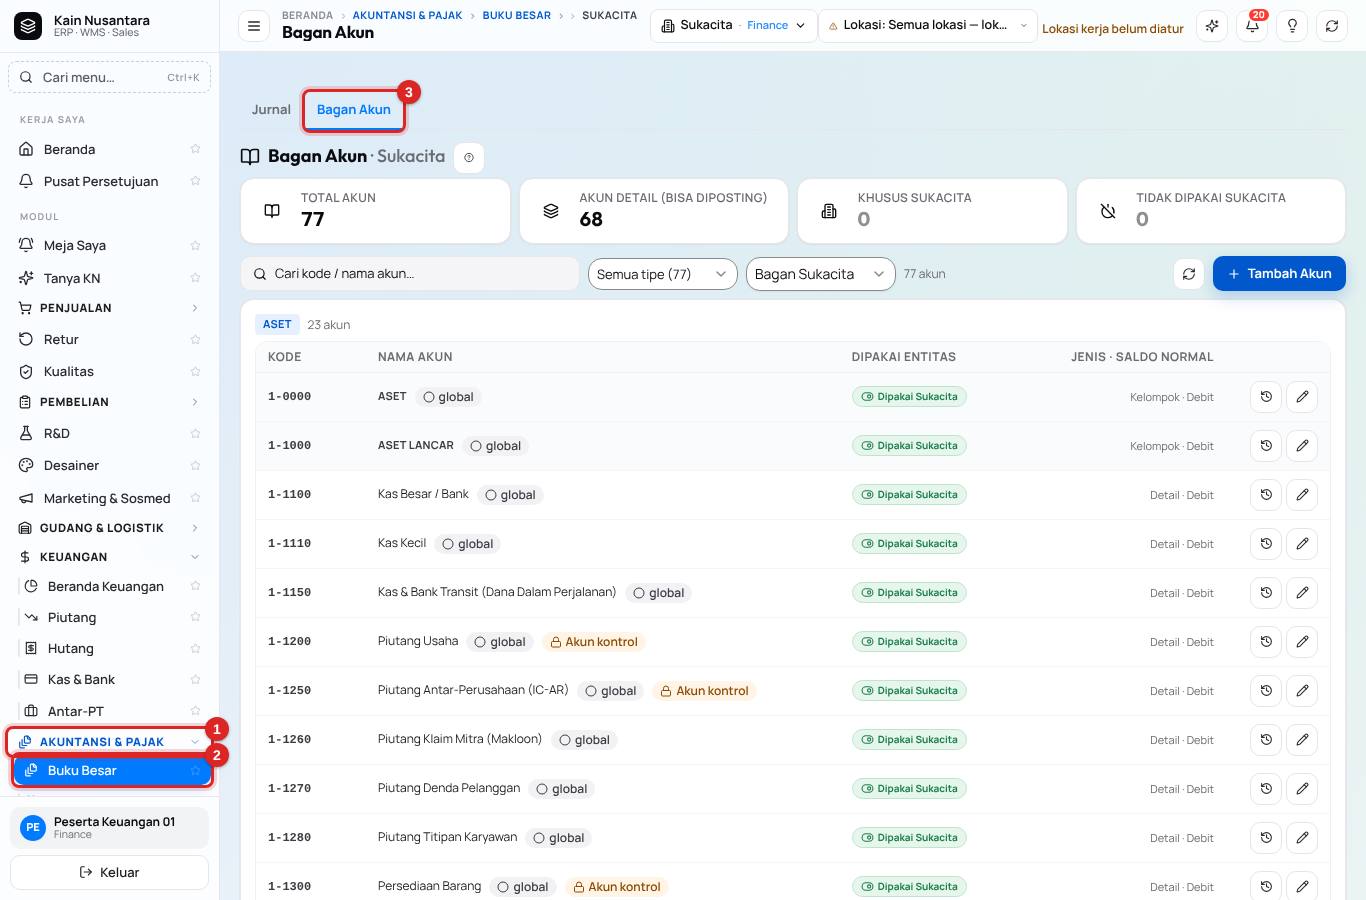 Kain Nusantara
ERP · WMS · Sales
Cari menu... Ctrl+K
KERJA SAYA
Beranda
Pusat Persetujuan
MODUL
Meja Saya
Tanya KN
PENJUALAN
Retur
Kualitas
PEMBELIAN
R&D
Desainer
Marketing & Sosmed
GUDANG & LOGISTIK
KEUANGAN
Beranda Keuangan
Piutang
Hutang
Kas & Bank
Antar-PT
AKUNTANSI & PAJAK 1
Buku Besar 2
PE Peserta Keuangan 01
Finance
Keluar
BERANDA › AKUNTANSI & PAJAK › BUKU BESAR › › SUKACITA
Bagan Akun
Sukacita · Finance
Lokasi: Semua lokasi — lok...
Lokasi kerja belum diatur
20
Jurnal
Bagan Akun 3
Bagan Akun · Sukacita
TOTAL AKUN
77
AKUN DETAIL (BISA DIPOSTING)
68
KHUSUS SUKACITA
0
TIDAK DIPAKAI SUKACITA
0
Cari kode / nama akun...
Semua tipe (77)
Bagan Sukacita
77 akun
+ Tambah Akun
ASET 23 akun
KODE NAMA AKUN DIPAKAI ENTITAS JENIS · SALDO NORMAL
1-0000 ASET global Dipakai Sukacita Kelompok · Debit
1-1000 ASET LANCAR global Dipakai Sukacita Kelompok · Debit
1-1100 Kas Besar / Bank global Dipakai Sukacita Detail · Debit
1-1110 Kas Kecil global Dipakai Sukacita Detail · Debit
1-1150 Kas & Bank Transit (Dana Dalam Perjalanan) global Dipakai Sukacita Detail · Debit
1-1200 Piutang Usaha global Akun kontrol Dipakai Sukacita Detail · Debit
1-1250 Piutang Antar-Perusahaan (IC-AR) global Akun kontrol Dipakai Sukacita Detail · Debit
1-1260 Piutang Klaim Mitra (Makloon) global Dipakai Sukacita Detail · Debit
1-1270 Piutang Denda Pelanggan global Dipakai Sukacita Detail · Debit
1-1280 Piutang Titipan Karyawan global Dipakai Sukacita Detail · Debit
1-1300 Persediaan Barang global Akun kontrol Dipakai Sukacita Detail · Debit